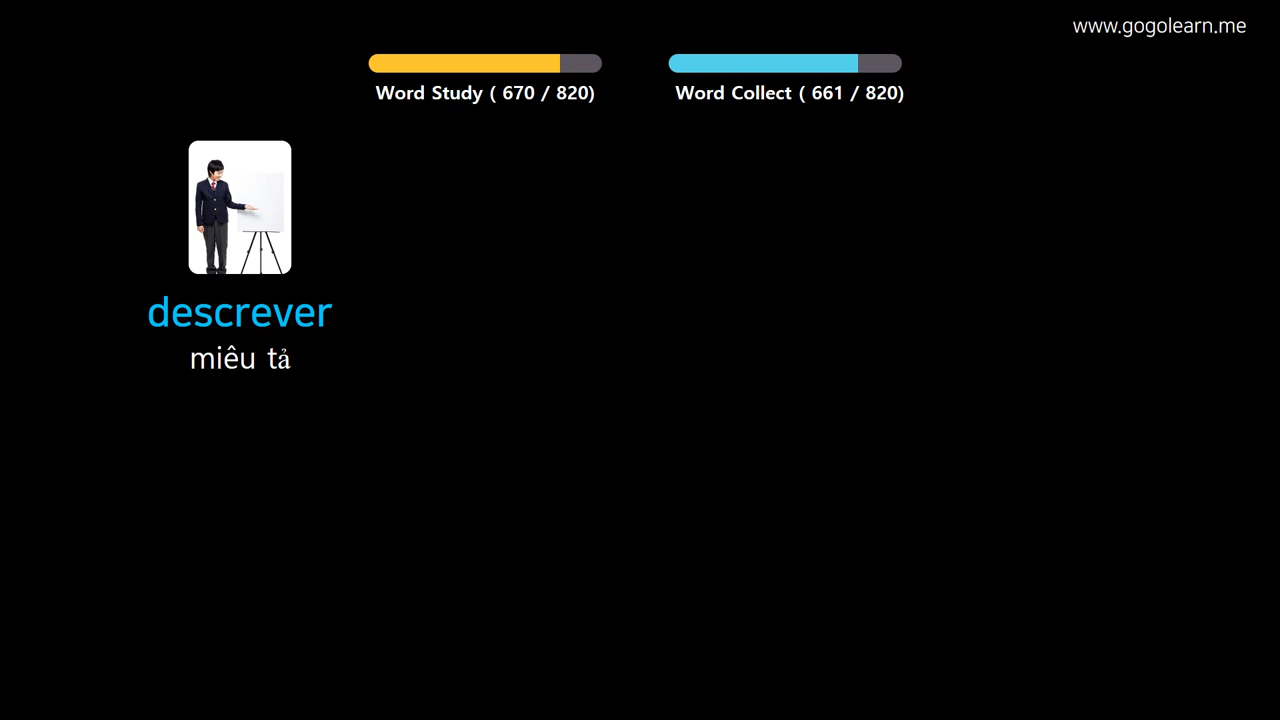 www.gogolearn.me
Word Study ( 670 / 820)
Word Collect ( 661 / 820)
descrever
miêu tả